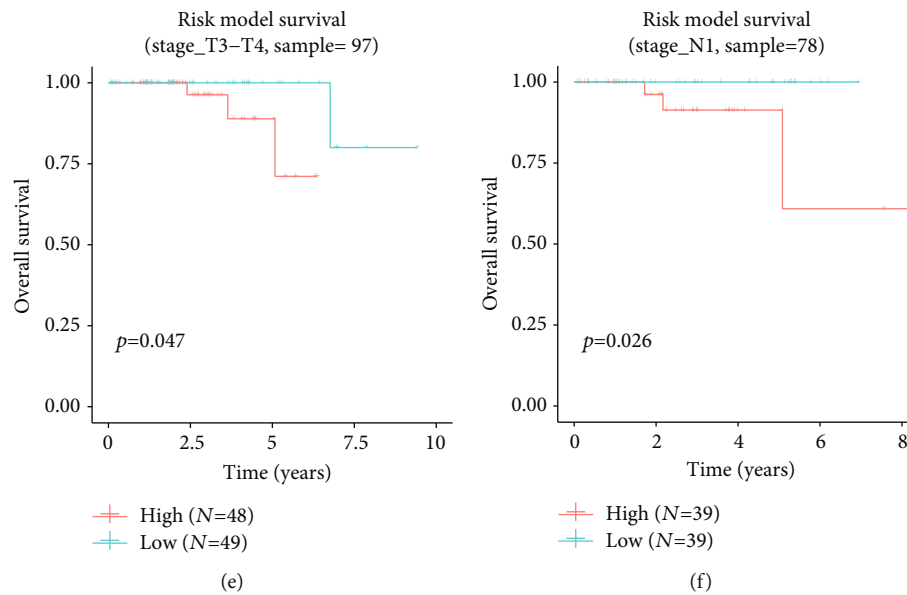 Risk model survival
(stage_T3–T4, sample= 97)
1.00
0.75
0.50
0.25
0.00
Overall survival
p=0.047
0 2.5 5 7.5 10
Time (years)
High (N=48)
Low (N=49)
(e)
Risk model survival
(stage_N1, sample=78)
1.00
0.75
0.50
0.25
0.00
Overall survival
p=0.026
0 2 4 6 8
Time (years)
High (N=39)
Low (N=39)
(f)